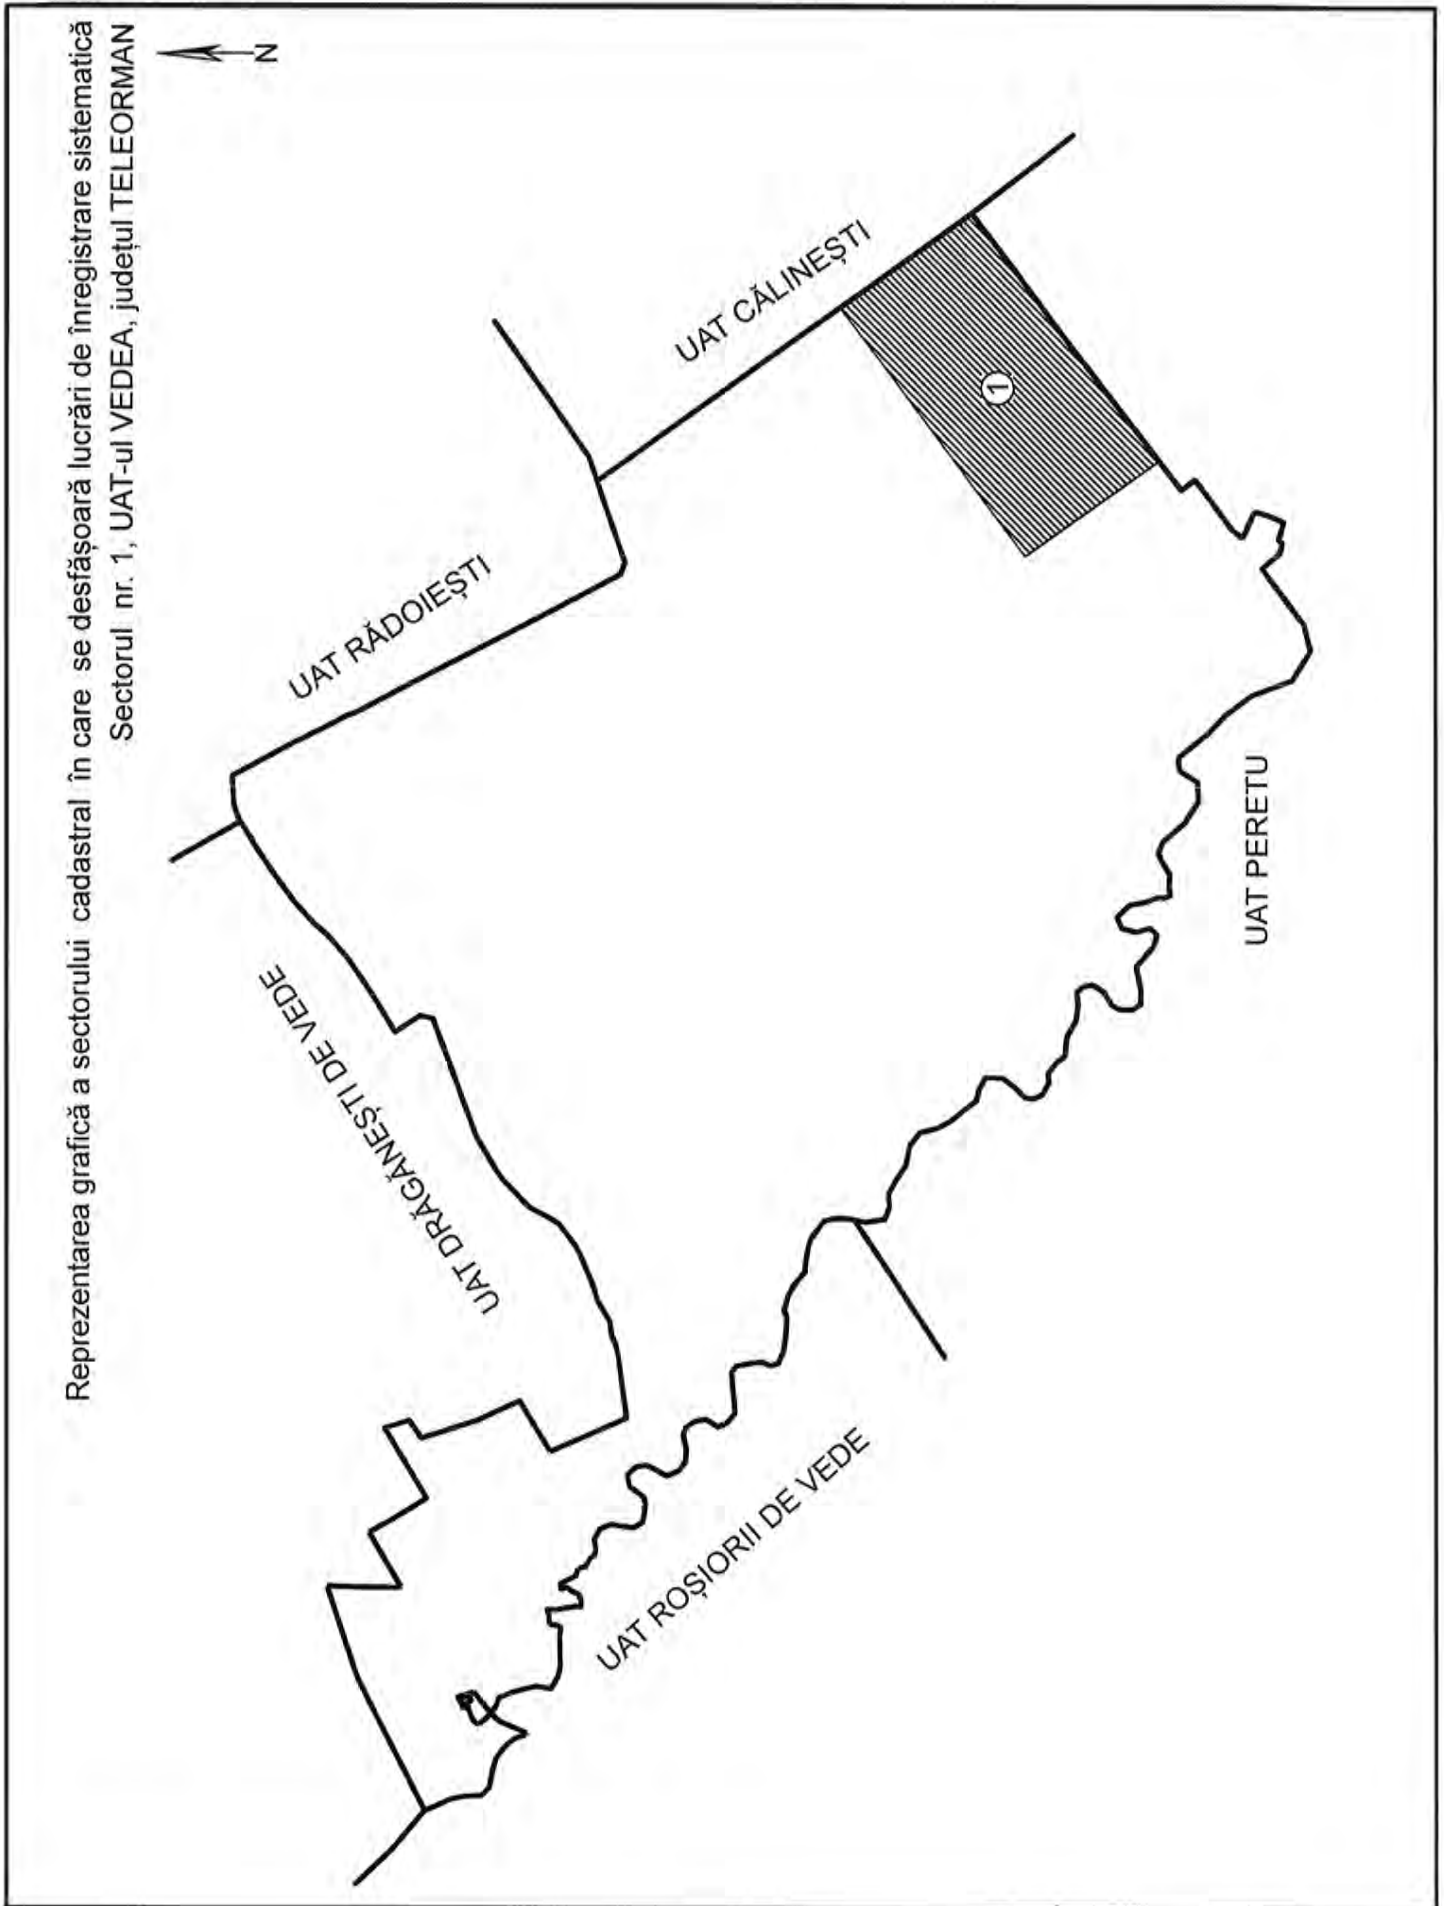 Reprezentarea grafică a sectorului cadastral în care se desfășoară lucrări de înregistrare sistematică
Sectorul nr. 1, UAT-ul VEDEA, județul TELEORMAN
N
UAT DRĂGĂNEȘTI DE VEDE
UAT RĂDOIEȘTI
UAT CĂLINEȘTI
1
UAT ROȘIORII DE VEDE
UAT PERETU